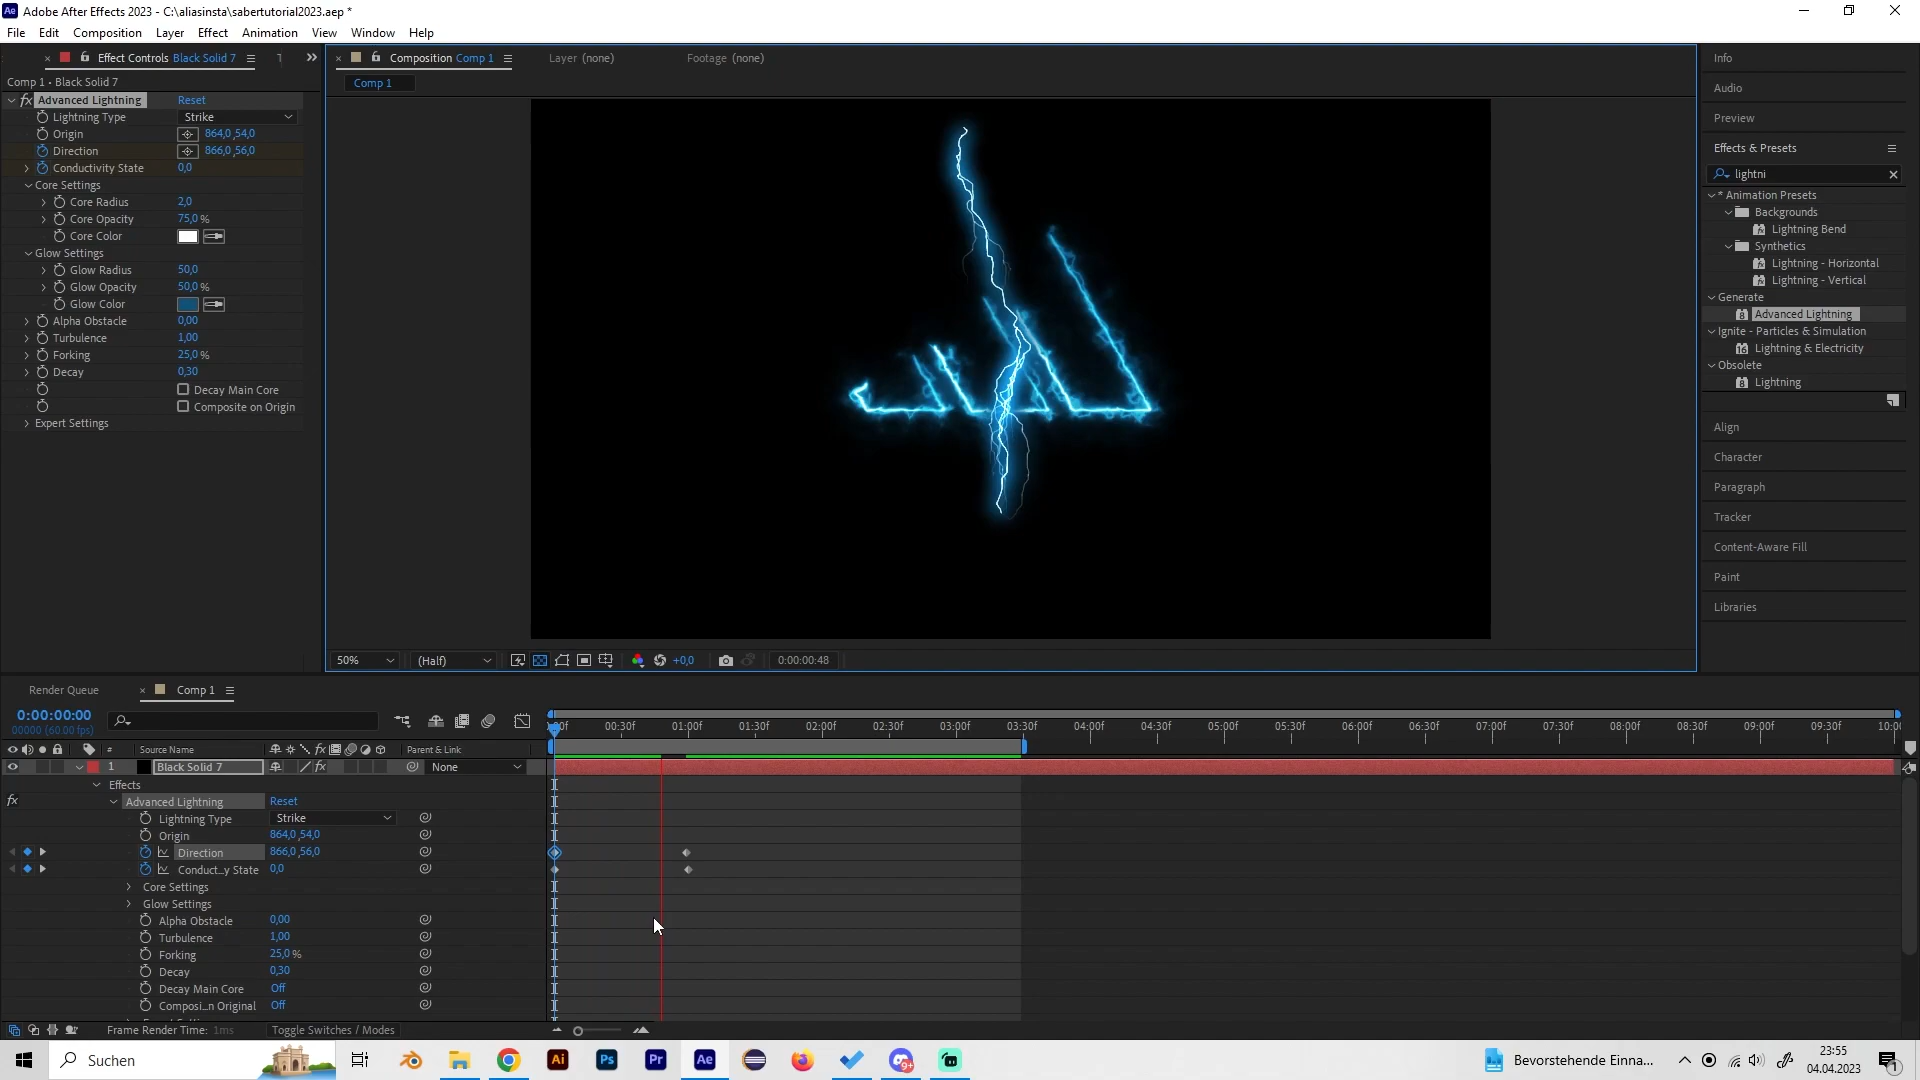 Adobe After Effects 2023 - C:\aliasinsta\sabertutorial2023.aep *
File Edit Composition Layer Effect Animation View Window Help
Effect Controls Black Solid 7
Comp 1 • Black Solid 7
Advanced Lightning Reset
Lightning Type Strike
Origin 864,0 ,54,0
Direction 866,0 ,56,0
Conductivity State 0,0
Core Settings
Core Radius 2,0
Core Opacity 75,0 %
Core Color
Glow Settings
Glow Radius 50,0
Glow Opacity 50,0 %
Glow Color
Alpha Obstacle 0,00
Turbulence 1,00
Forking 25,0 %
Decay 0,30
Decay Main Core
Composite on Origin
Expert Settings
Composition Comp 1
Layer (none)
Footage (none)
Comp 1
50% (Half) +0,0 0:00:00:48
Info
Audio
Preview
Effects & Presets
lightni
* Animation Presets
Backgrounds
Lightning Bend
Synthetics
Lightning - Horizontal
Lightning - Vertical
Generate
Advanced Lightning
Ignite - Particles & Simulation
Lightning & Electricity
Obsolete
Lightning
Align
Character
Paragraph
Tracker
Content-Aware Fill
Paint
Libraries
Render Queue Comp 1
0:00:00:00
00000 (60.00 fps)
00:30f 01:00f 01:30f 02:00f 02:30f 03:00f 03:30f 04:00f 04:30f 05:00f 05:30f 06:00f 06:30f 07:00f 07:30f 08:00f 08:30f 09:00f 09:30f
# Source Name Parent & Link
1 Black Solid 7 None
Effects
fx Advanced Lightning Reset
Lightning Type Strike
Origin 864,0 ,54,0
Direction 866,0 ,56,0
Conduct...y State 0,0
Core Settings
Glow Settings
Alpha Obstacle 0,00
Turbulence 1,00
Forking 25,0 %
Decay 0,30
Decay Main Core Off
Composi...n Original Off
Frame Render Time: 1ms Toggle Switches / Modes
Suchen
Ai Ps Pr Ae 9+
Bevorstehende Einna...
23:55
04.04.2023
1